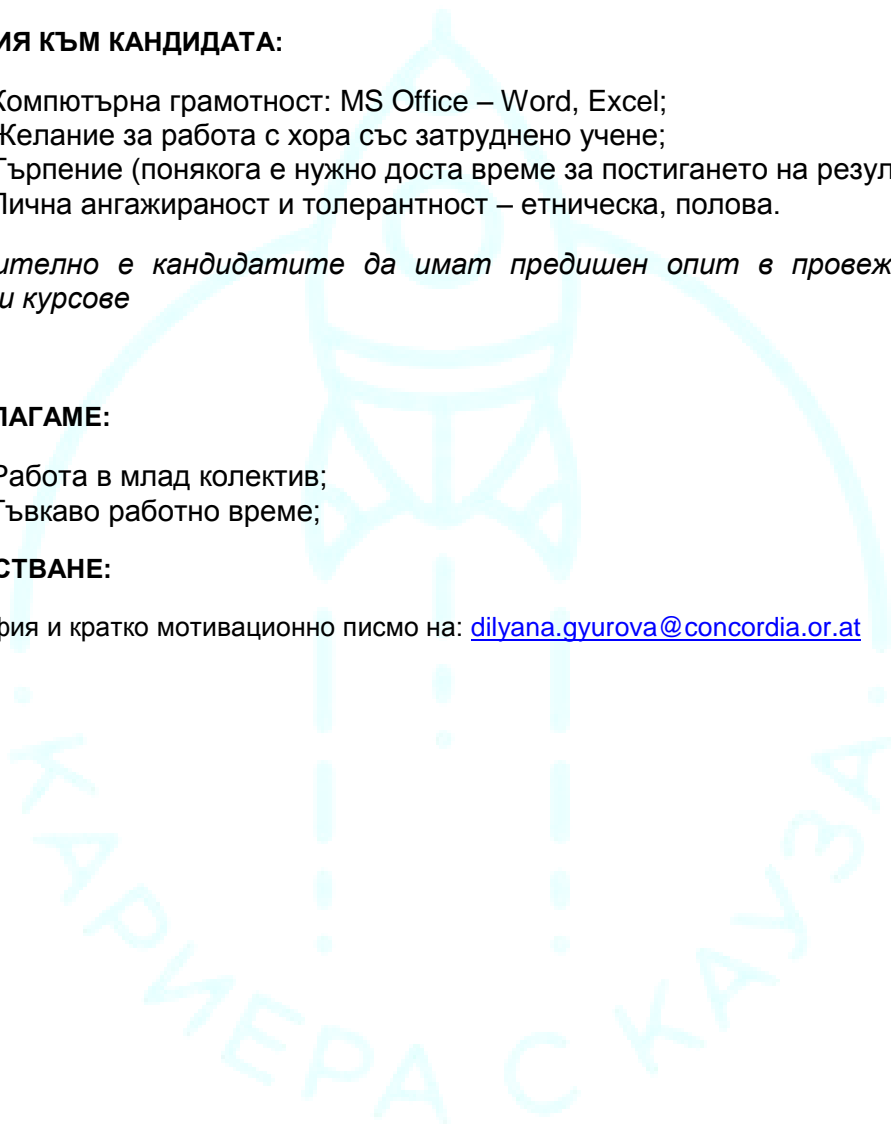 ИЯ КЪМ КАНДИДАТА:
Компютърна грамотност: MS Office – Word, Excel;
Желание за работа с хора със затруднено учене;
Търпение (понякога е нужно доста време за постигането на резул
Лична ангажираност и толерантност – етническа, полова.
ително е кандидатите да имат предишен опит в провеж
и курсове
ЛАГАМЕ:
Работа в млад колектив;
Гъвкаво работно време;
СТВАНЕ:
фия и кратко мотивационно писмо на: dilyana.gyurova@concordia.or.at
КАРИЕРА С КАУЗА